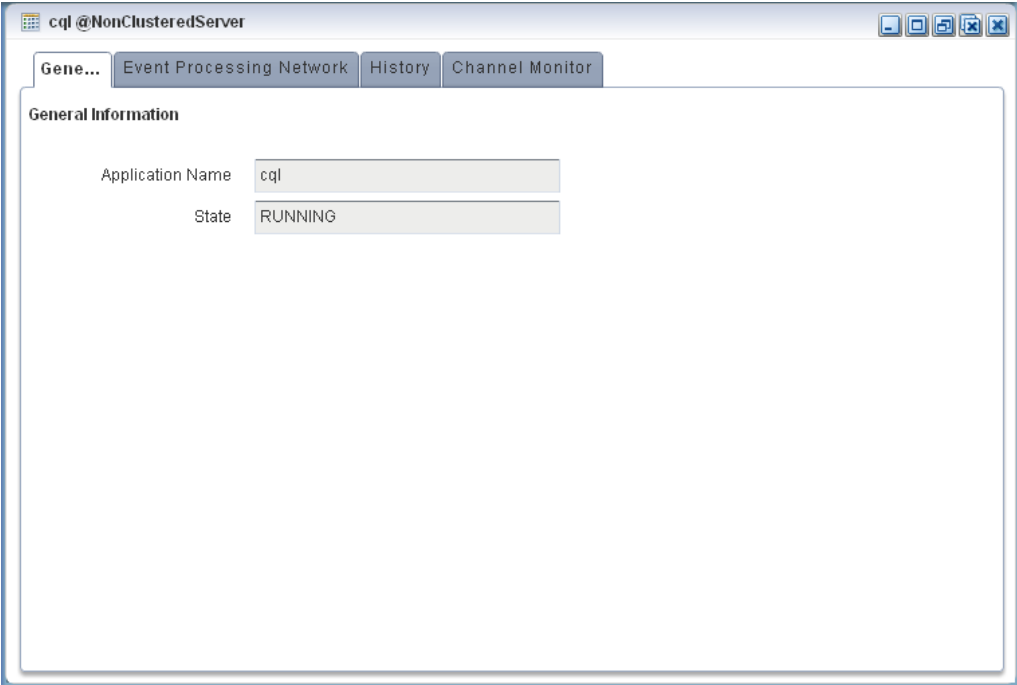 cql @NonClusteredServer
Gene... Event Processing Network History Channel Monitor
General Information
Application Name cql
State RUNNING